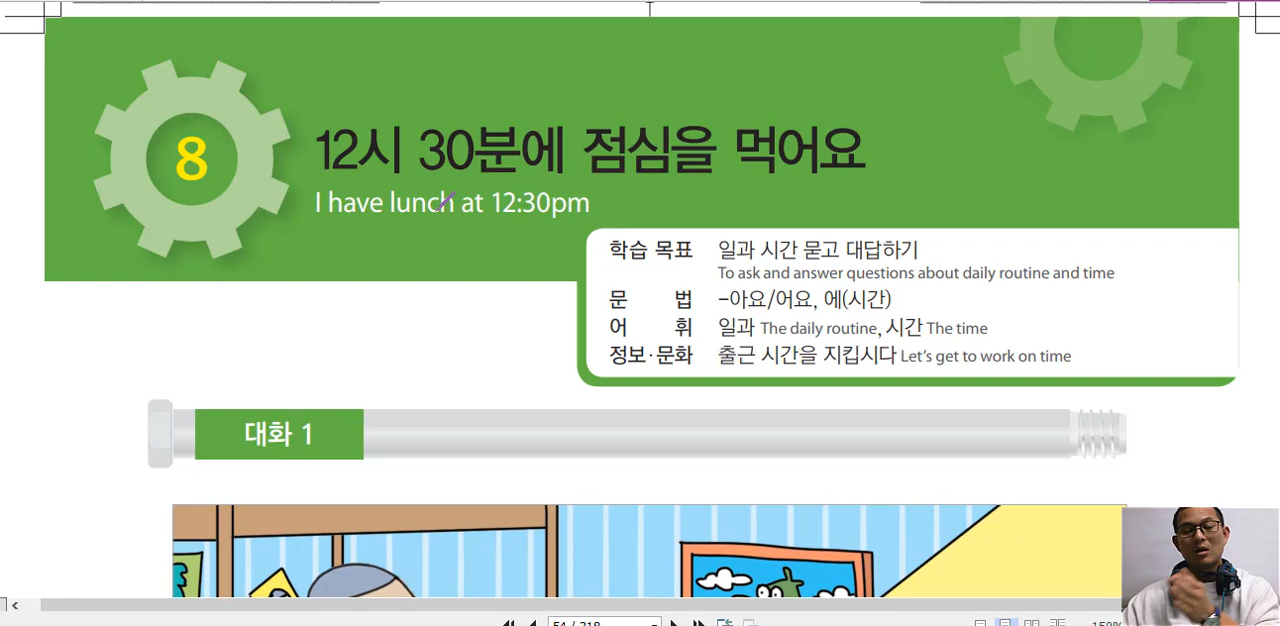 8
12시 30분에 점심을 먹어요
I have lunch at 12:30pm
학습 목표 일과 시간 묻고 대답하기
To ask and answer questions about daily routine and time
문 법 -아요/어요, 에(시간)
어 휘 일과 The daily routine, 시간 The time
정보·문화 출근 시간을 지킵시다 Let's get to work on time
대화 1
54 / 318
150%